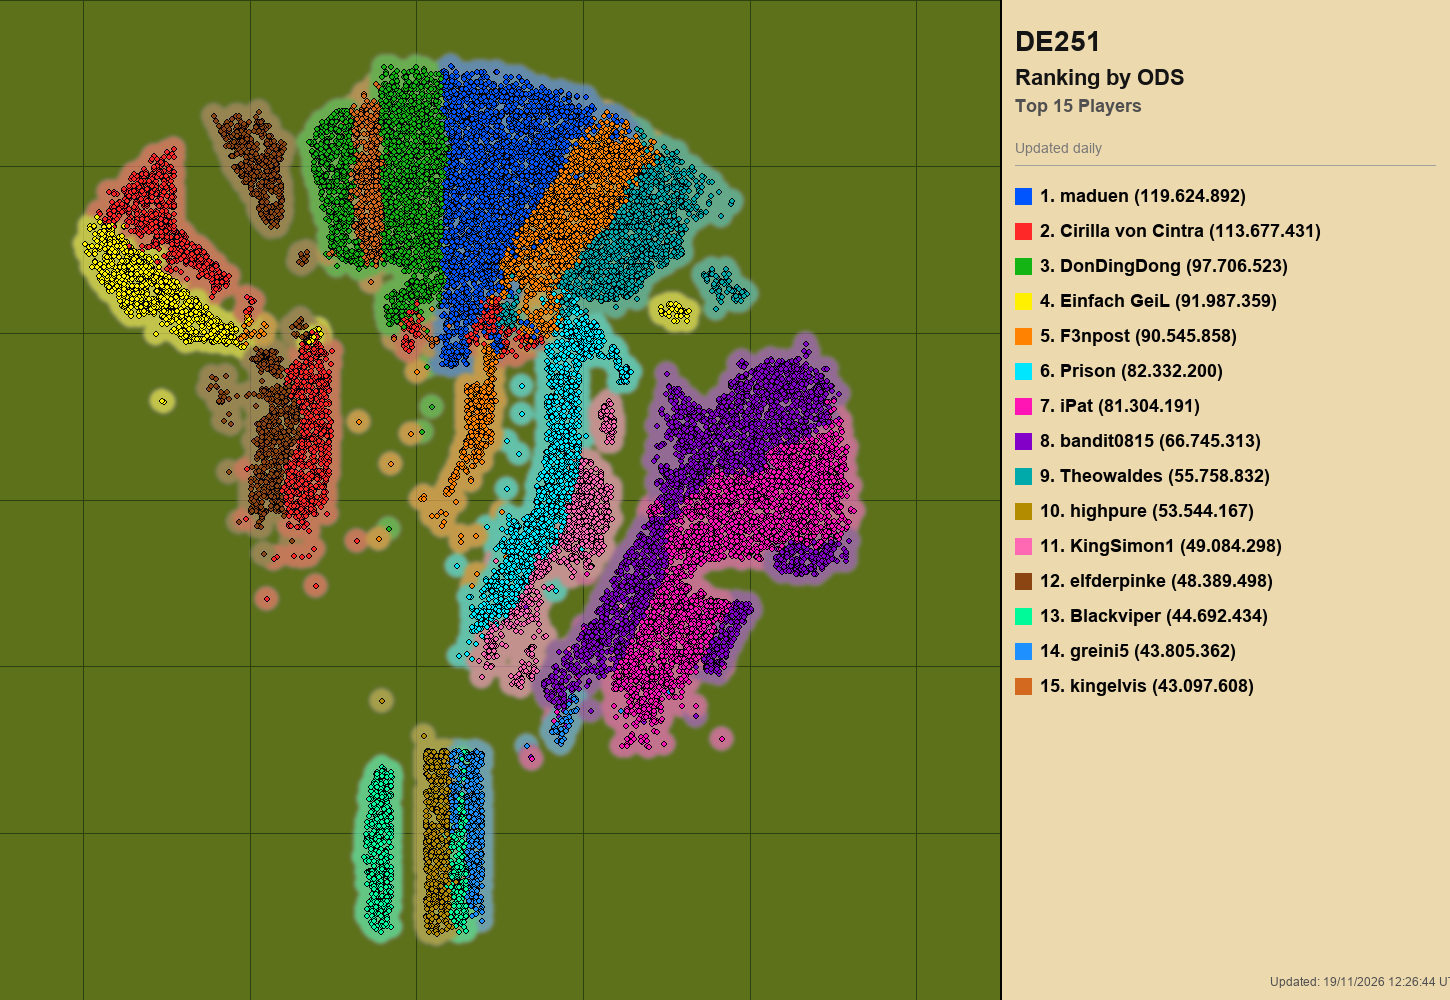 DE251
Ranking by ODS
Top 15 Players
Updated daily
1. maduen (119.624.892)
2. Cirilla von Cintra (113.677.431)
3. DonDingDong (97.706.523)
4. Einfach GeiL (91.987.359)
5. F3npost (90.545.858)
6. Prison (82.332.200)
7. iPat (81.304.191)
8. bandit0815 (66.745.313)
9. Theowaldes (55.758.832)
10. highpure (53.544.167)
11. KingSimon1 (49.084.298)
12. elfderpinke (48.389.498)
13. Blackviper (44.692.434)
14. greini5 (43.805.362)
15. kingelvis (43.097.608)
Updated: 19/11/2026 12:26:44